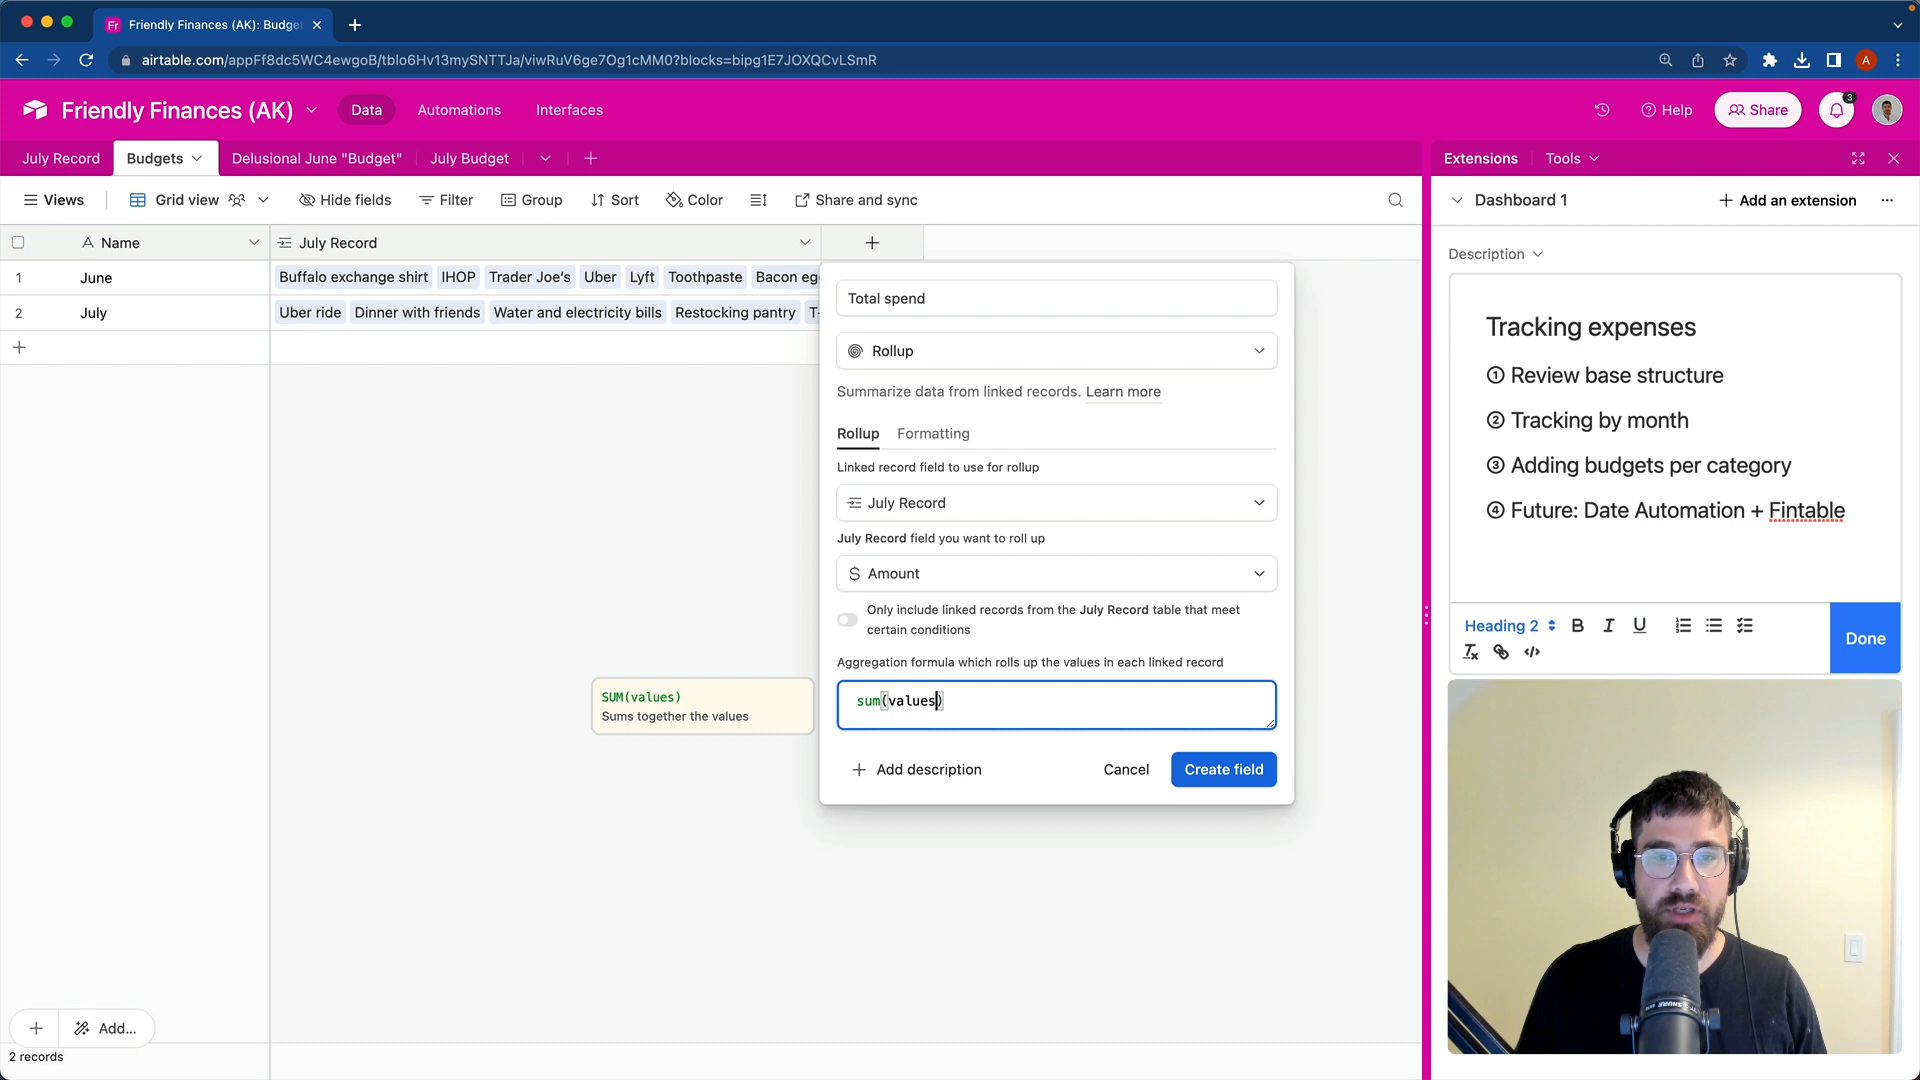 Friendly Finances (AK): Budge
airtable.com/appFf8dc5WC4ewgoB/tblo6Hv13mySNTTJa/viwRuV6ge7Og1cMM0?blocks=bipg1E7JOXQCvLSmR
A
Friendly Finances (AK)
Data
Automations
Interfaces
Help
Share
3
July Record
Budgets
Delusional June "Budget"
July Budget
Extensions
Tools
Views
Grid view
Hide fields
Filter
Group
Sort
Color
Share and sync
Dashboard 1
Add an extension
Name
July Record
1 June Buffalo exchange shirt IHOP Trader Joe's Uber Lyft Toothpaste Bacon eg
2 July Uber ride Dinner with friends Water and electricity bills Restocking pantry T-
Total spend
Rollup
Summarize data from linked records. Learn more
Rollup Formatting
Linked record field to use for rollup
July Record
July Record field you want to roll up
$ Amount
Only include linked records from the July Record table that meet
certain conditions
Aggregation formula which rolls up the values in each linked record
sum(values)
SUM(values)
Sums together the values
Add description
Cancel
Create field
Description
Tracking expenses
① Review base structure
② Tracking by month
③ Adding budgets per category
④ Future: Date Automation + Fintable
Heading 2
B I U
Done
Add...
2 records